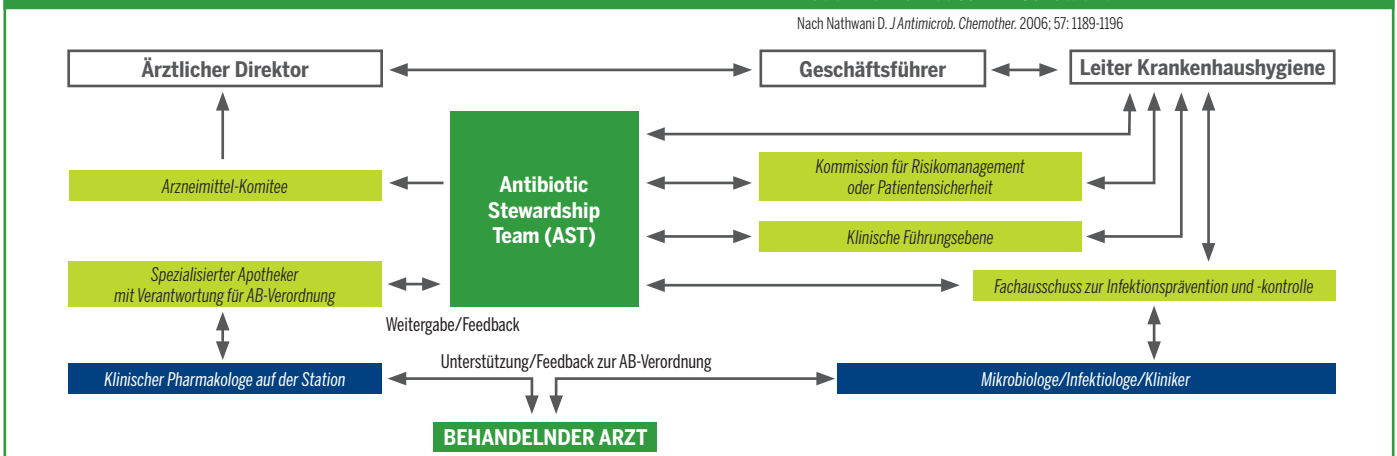 Nach Nathwani D. J Antimicrob. Chemother. 2006; 57: 1189-1196
Ärztlicher Direktor
Geschäftsführer
Leiter Krankenhaushygiene
Arzneimittel-Komitee
Antibiotic
Stewardship
Team (AST)
Kommission für Risikomanagement
oder Patientensicherheit
Klinische Führungsebene
Spezialisierter Apotheker
mit Verantwortung für AB-Verordnung
Fachausschuss zur Infektionsprävention und -kontrolle
Weitergabe/Feedback
Unterstützung/Feedback zur AB-Verordnung
Klinischer Pharmakologe auf der Station
Mikrobiologe/Infektiologe/Kliniker
BEHANDELNDER ARZT